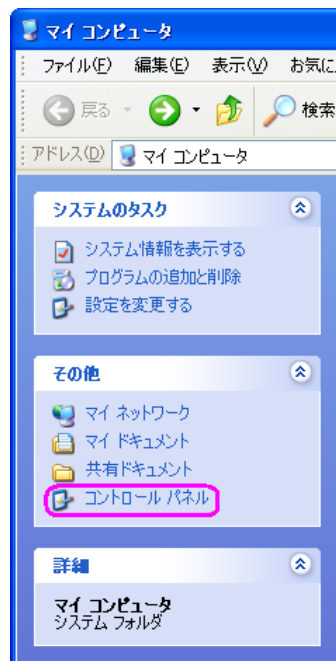 マイ コンピュータ
ファイル(F) 編集(E) 表示(V) お気に
戻る 検索
アドレス(D) マイ コンピュータ
システムのタスク
システム情報を表示する
プログラムの追加と削除
設定を変更する
その他
マイ ネットワーク
マイ ドキュメント
共有ドキュメント
コントロール パネル
詳細
マイ コンピュータ
システム フォルダ